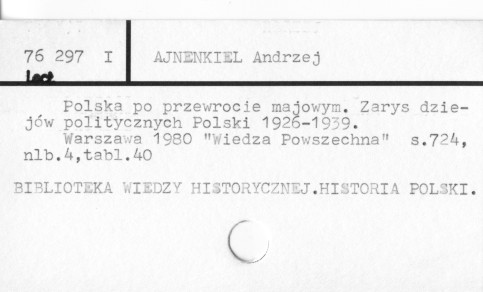 76 297 I AJNENKIEL Andrzej
lect
Polska po przewrocie majowym. Zarys dzie-
jów politycznych Polski 1926-1939.
Warszawa 1980 "Wiedza Powszechna" s.724,
nlb.4,tabl.40
BIBLIOTEKA WIEDZY HISTORYCZNEJ.HISTORIA POLSKI.